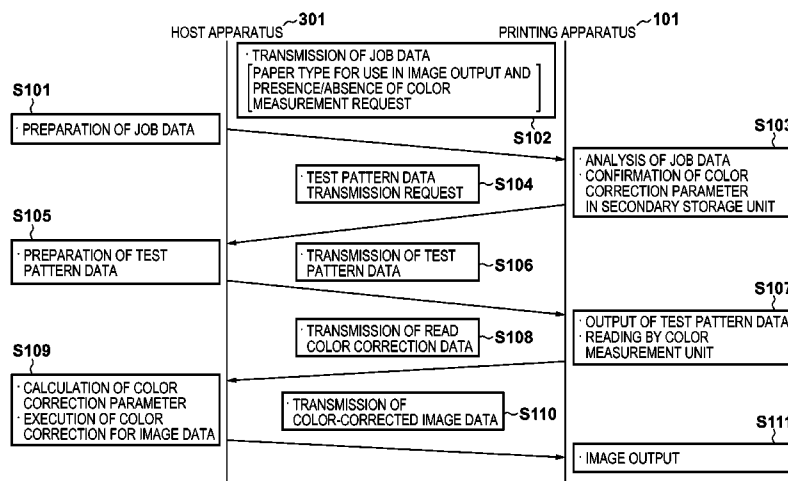 HOST APPARATUS 301
PRINTING APPARATUS 101
· TRANSMISSION OF JOB DATA
[PAPER TYPE FOR USE IN IMAGE OUTPUT AND
PRESENCE/ABSENCE OF COLOR
MEASUREMENT REQUEST]
S102
S101
· PREPARATION OF JOB DATA
S103
· ANALYSIS OF JOB DATA
· CONFIRMATION OF COLOR
CORRECTION PARAMETER
IN SECONDARY STORAGE UNIT
· TEST PATTERN DATA
TRANSMISSION REQUEST
S104
S105
· PREPARATION OF TEST
PATTERN DATA
· TRANSMISSION OF TEST
PATTERN DATA
S106
S107
· OUTPUT OF TEST PATTERN DATA
· READING BY COLOR
MEASUREMENT UNIT
· TRANSMISSION OF READ
COLOR CORRECTION DATA
S108
S109
· CALCULATION OF COLOR
CORRECTION PARAMETER
· EXECUTION OF COLOR
CORRECTION FOR IMAGE DATA
· TRANSMISSION OF
COLOR-CORRECTED IMAGE DATA
S110
S111
· IMAGE OUTPUT